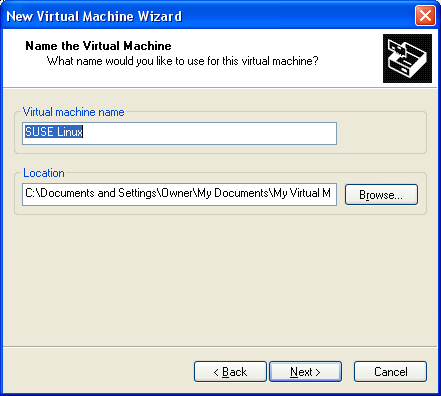 New Virtual Machine Wizard
Name the Virtual Machine
What name would you like to use for this virtual machine?
Virtual machine name
SUSE Linux
Location
C:\Documents and Settings\Owner\My Documents\My Virtual M
Browse...
< Back
Next >
Cancel